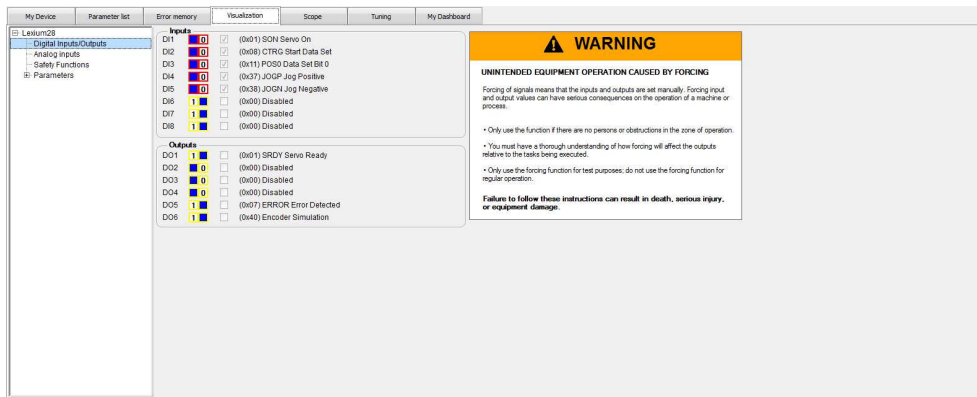 My Device
Parameter list
Error memory
Visualization
Scope
Tuning
My Dashboard
Lexium28
Digital Inputs/Outputs
Analog inputs
Safety Functions
Parameters
Inputs
DI1 0 (0x01) SON Servo On
DI2 0 (0x08) CTRG Start Data Set
DI3 0 (0x11) POS0 Data Set Bit 0
DI4 0 (0x37) JOGP Jog Positive
DI5 0 (0x38) JOGN Jog Negative
DI6 1 (0x00) Disabled
DI7 1 (0x00) Disabled
DI8 1 (0x00) Disabled
Outputs
DO1 1 (0x01) SRDY Servo Ready
DO2 0 (0x00) Disabled
DO3 0 (0x00) Disabled
DO4 0 (0x00) Disabled
DO5 1 (0x07) ERROR Error Detected
DO6 1 (0x40) Encoder Simulation
WARNING
UNINTENDED EQUIPMENT OPERATION CAUSED BY FORCING
Forcing of signals means that the inputs and outputs are set manually. Forcing input
and output values can have serious consequences on the operation of a machine or
process.
• Only use the function if there are no persons or obstructions in the zone of operation.
• You must have a thorough understanding of how forcing will affect the outputs
relative to the tasks being executed.
• Only use the forcing function for test purposes; do not use the forcing function for
regular operation.
Failure to follow these instructions can result in death, serious injury,
or equipment damage.